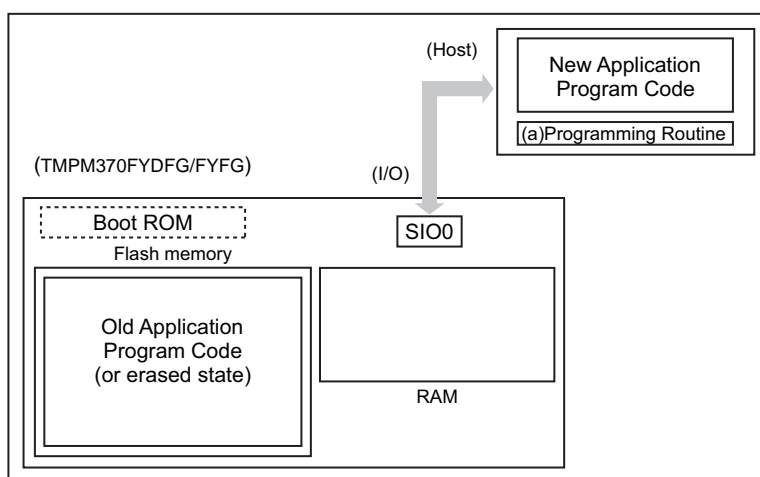 (Host)
New Application
Program Code
(a)Programming Routine
(TMPM370FYDFG/FYFG)
(I/O)
Boot ROM
SIO0
Flash memory
Old Application
Program Code
(or erased state)
RAM